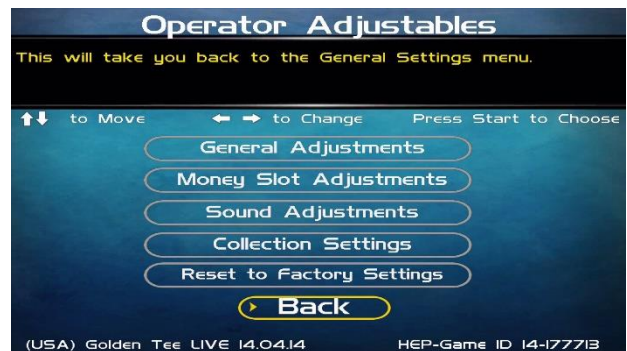 Operator Adjustables
This will take you back to the General Settings menu.
to Move to Change Press Start to Choose
General Adjustments
Money Slot Adjustments
Sound Adjustments
Collection Settings
Reset to Factory Settings
Back
(USA) Golden Tee LIVE 14.04.14 HEP-Game ID 14-177713